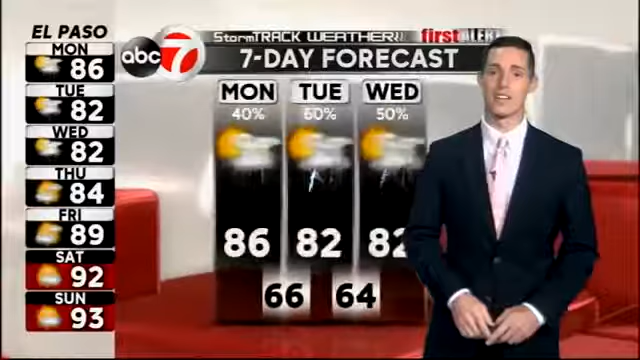 EL PASO
MON
86
TUE
82
WED
82
THU
84
FRI
89
SAT
92
SUN
93
abc 7
StormTRACK WEATHER first ALERT
7-DAY FORECAST
MON TUE WED
40% 60% 50%
86 82 82
66 64